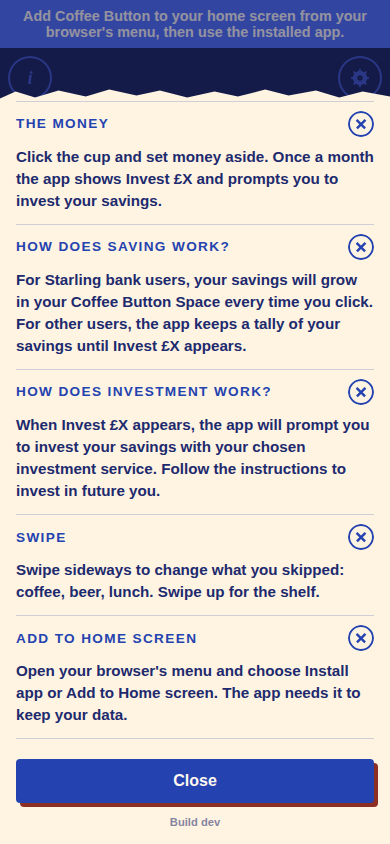 Add Coffee Button to your home screen from your
browser's menu, then use the installed app.
i
THE MONEY
Click the cup and set money aside. Once a month
the app shows Invest £X and prompts you to
invest your savings.
HOW DOES SAVING WORK?
For Starling bank users, your savings will grow
in your Coffee Button Space every time you click.
For other users, the app keeps a tally of your
savings until Invest £X appears.
HOW DOES INVESTMENT WORK?
When Invest £X appears, the app will prompt you
to invest your savings with your chosen
investment service. Follow the instructions to
invest in future you.
SWIPE
Swipe sideways to change what you skipped:
coffee, beer, lunch. Swipe up for the shelf.
ADD TO HOME SCREEN
Open your browser's menu and choose Install
app or Add to Home screen. The app needs it to
keep your data.
Close
Build dev